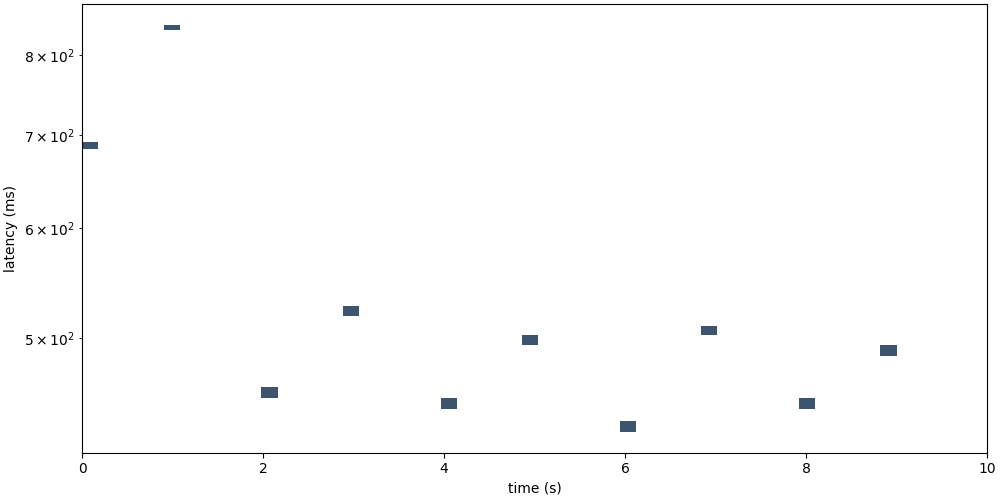 8 × 10²
7 × 10²
6 × 10²
5 × 10²
latency (ms)
0 2 4 6 8 10
time (s)